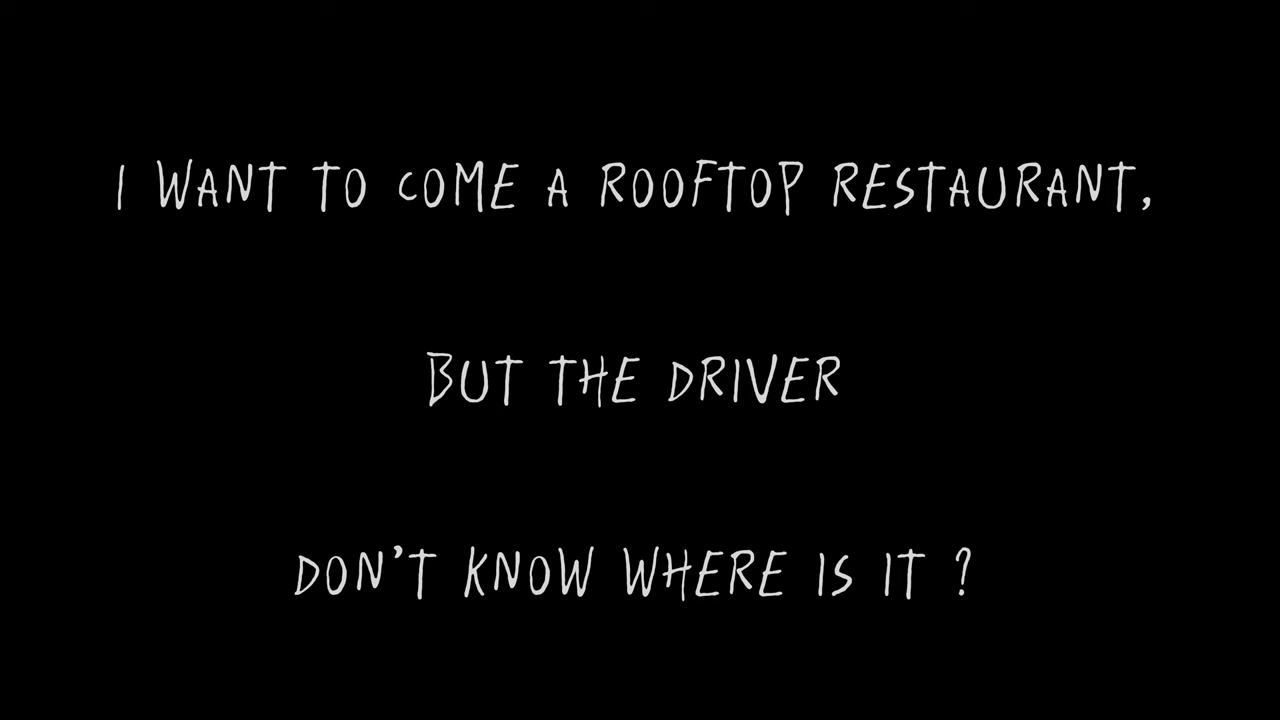 I WANT TO COME A ROOFTOP RESTAURANT,
BUT THE DRIVER
DON'T KNOW WHERE IS IT ?